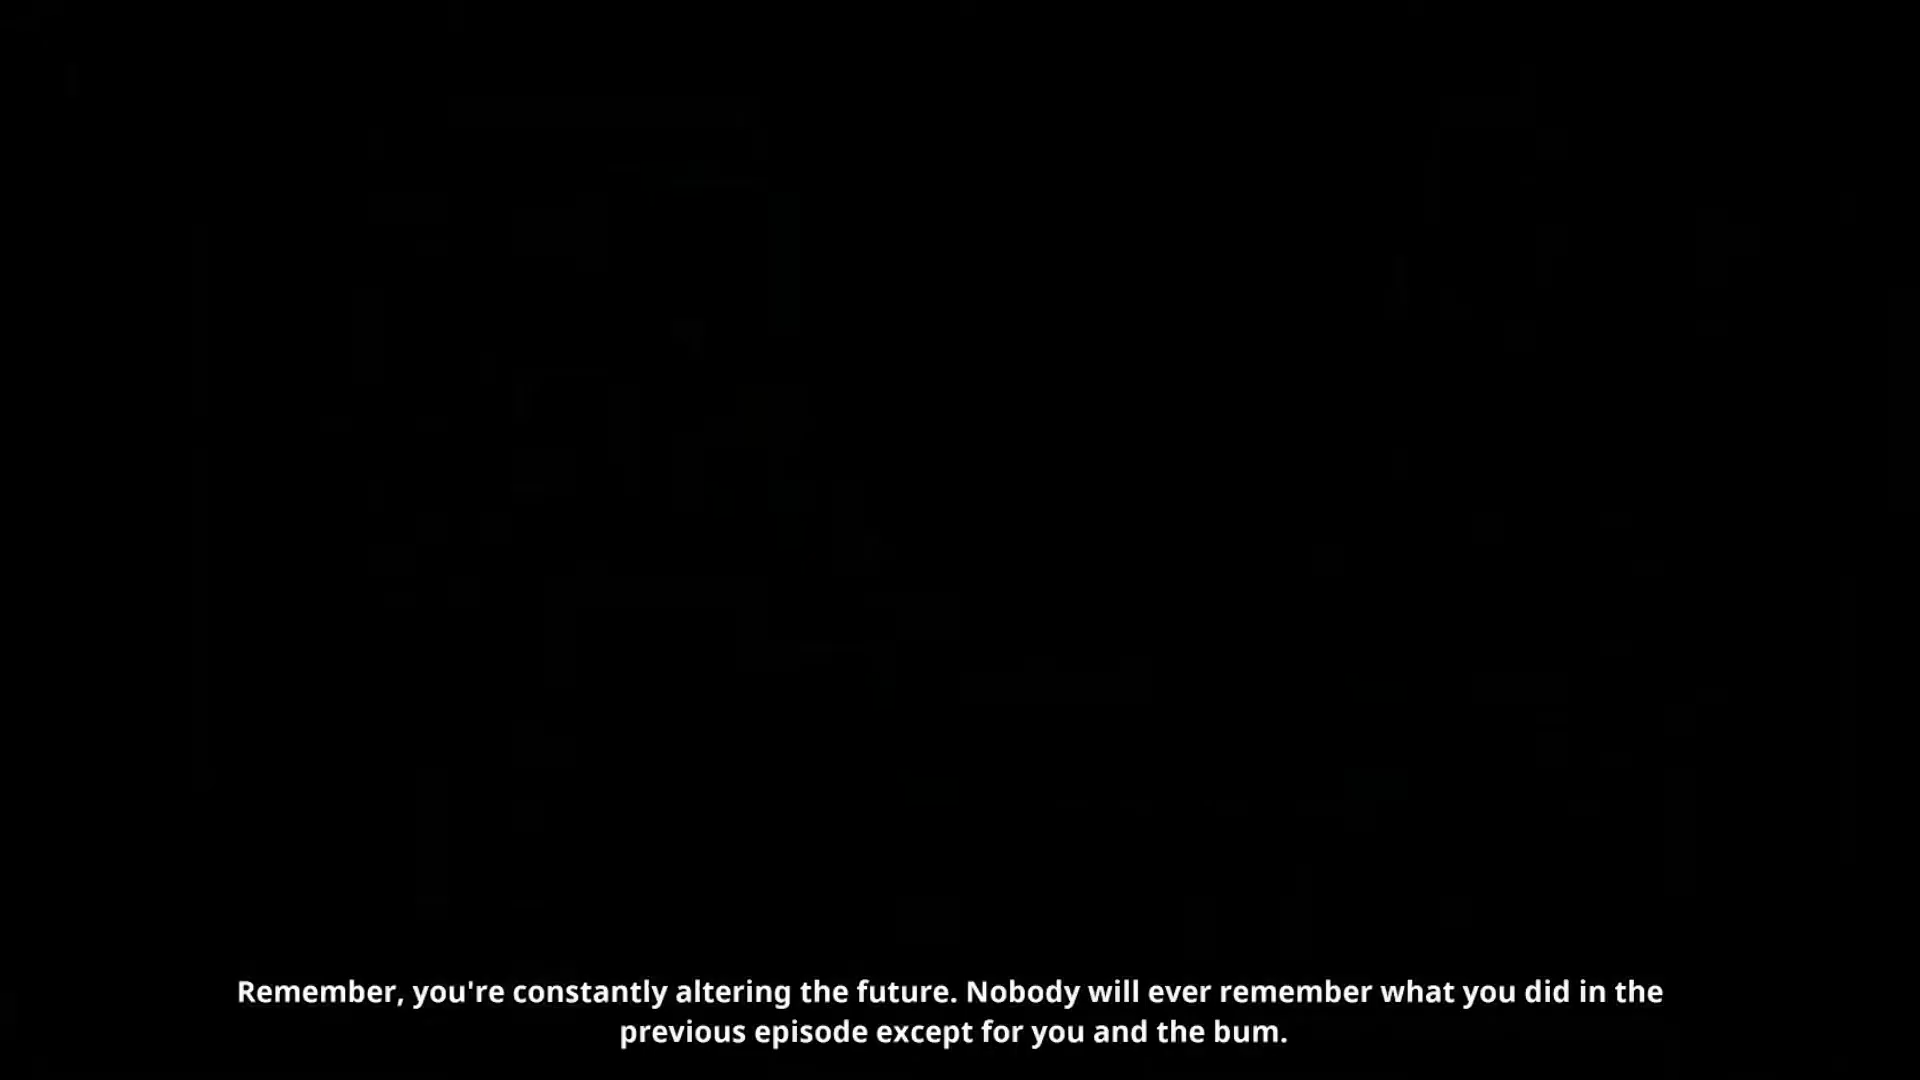 Remember, you're constantly altering the future. Nobody will ever remember what you did in the
previous episode except for you and the bum.